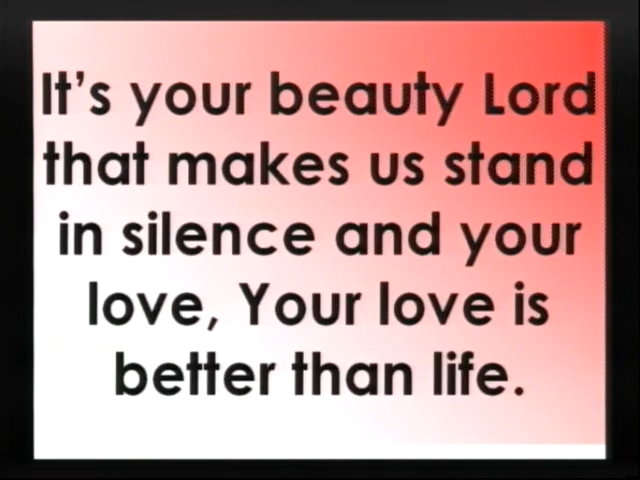 It's your beauty Lord
that makes us stand
in silence and your
love, Your love is
better than life.